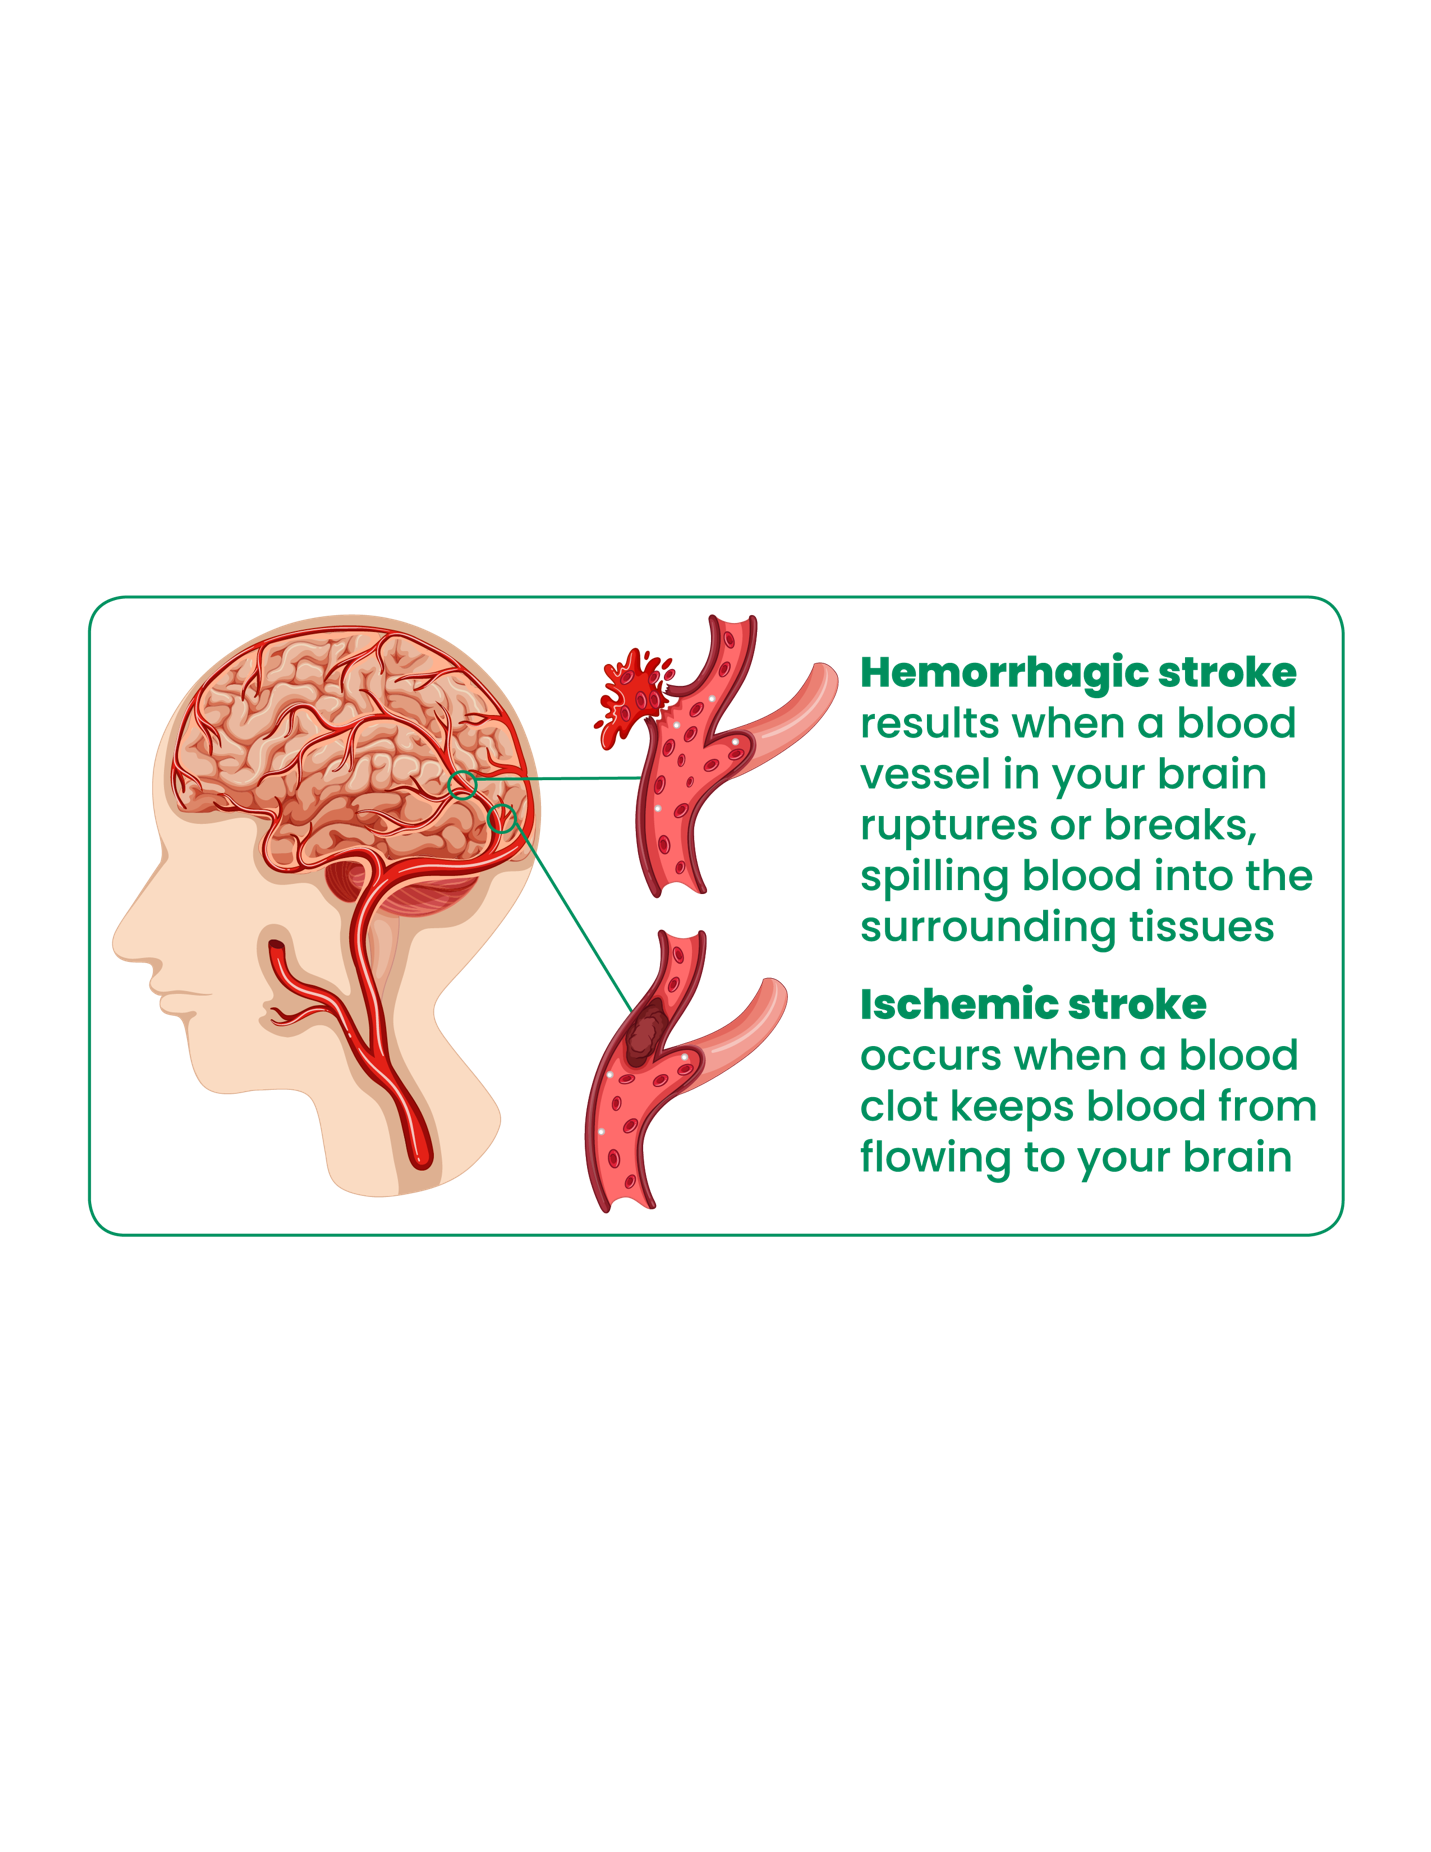 Hemorrhagic stroke
results when a blood
vessel in your brain
ruptures or breaks,
spilling blood into the
surrounding tissues
Ischemic stroke
occurs when a blood
clot keeps blood from
flowing to your brain